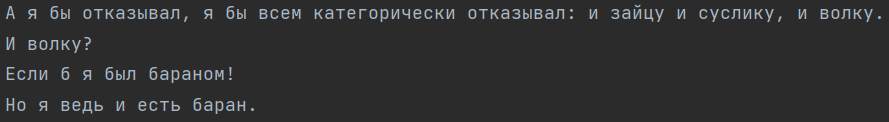 А я бы отказывал, я бы всем категорически отказывал: и зайцу и суслику, и волку.
И волку?
Если б я был бараном!
Но я ведь и есть баран.